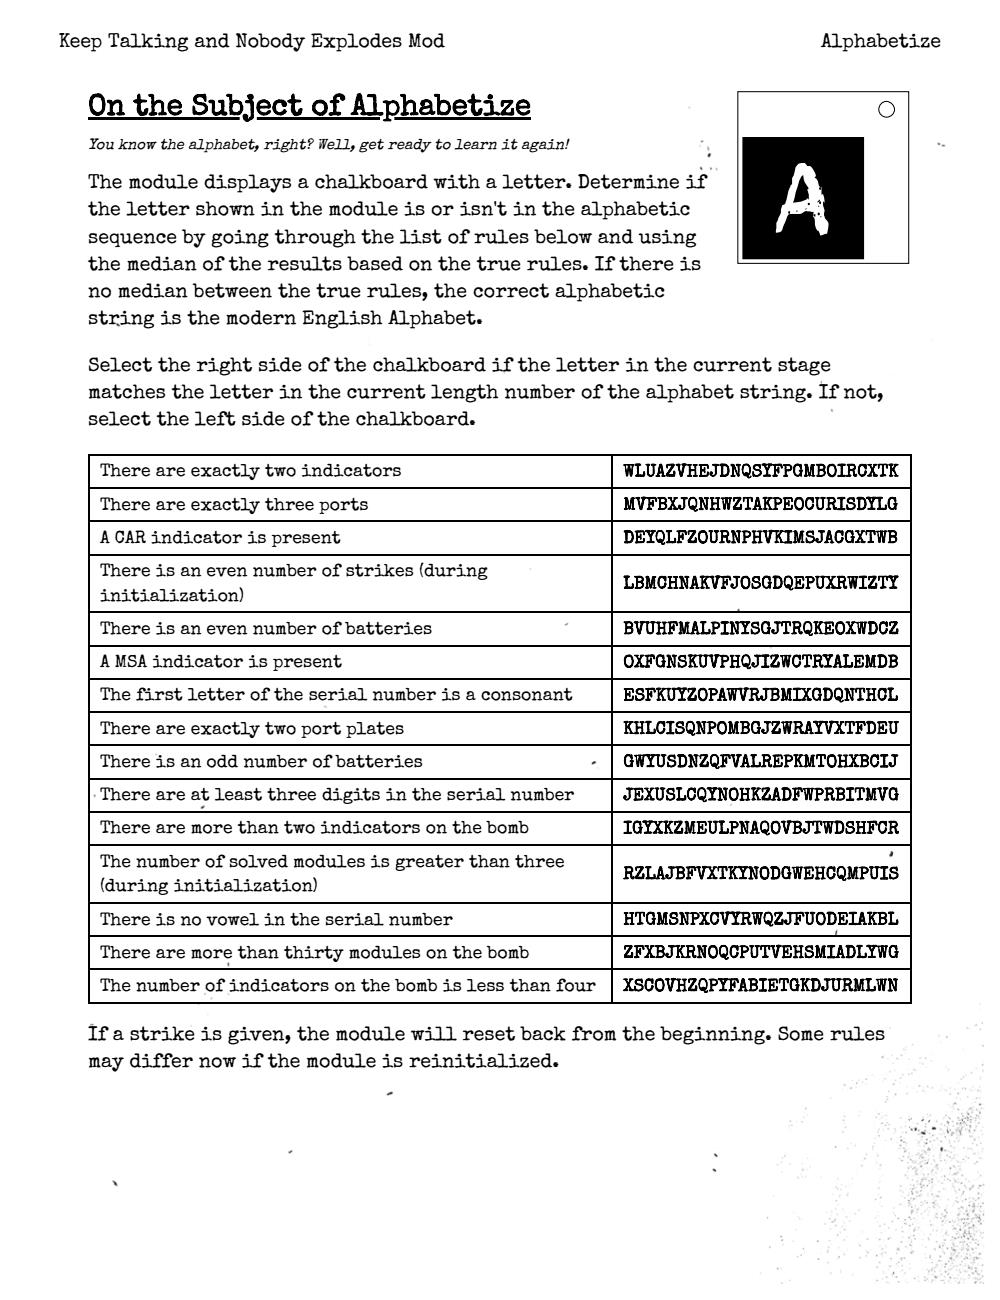 Keep Talking and Nobody Explodes Mod
Alphabetize
On the Subject of Alphabetize
You know the alphabet, right? Well, get ready to learn it again!
The module displays a chalkboard with a letter. Determine if
the letter shown in the module is or isn't in the alphabetic
sequence by going through the list of rules below and using
the median of the results based on the true rules. If there is
no median between the true rules, the correct alphabetic
string is the modern English Alphabet.
A
Select the right side of the chalkboard if the letter in the current stage
matches the letter in the current length number of the alphabet string. If not,
select the left side of the chalkboard.
There are exactly two indicators WLUAZVHEJDNQSYFPGMBOIRCXTK
There are exactly three ports MVFBXJQNHWZTAKPEOCURISDYLG
A CAR indicator is present DEYQLFZOURNPHVKIMSJACGXTWB
There is an even number of strikes (during
initialization) LBMCHNAKVFJOSGDQEPUXRWIZTY
There is an even number of batteries BVUHFMALPINYSGJTRQKEOXWDCZ
A MSA indicator is present OXFGNSKUVPHQJIZWCTRYALEMDB
The first letter of the serial number is a consonant ESFKUYZOPAWVRJBMIXGDQNTHCL
There are exactly two port plates KHLCISQNPOMBGJZWRAYVXTFDEU
There is an odd number of batteries GWYUSDNZQFVALREPKMTOHXBCIJ
There are at least three digits in the serial number JEXUSLCQYNOHKZADFWPRBITMVG
There are more than two indicators on the bomb IGYXKZMEULPNAQOVBJTWDSHFCR
The number of solved modules is greater than three
(during initialization) RZLAJBFVXTKYNODGWEHCQMPUIS
There is no vowel in the serial number HTGMSNPXCVYRWQZJFUODEIAKBL
There are more than thirty modules on the bomb ZFXBJKRNOQCPUTVEHSMIADLYWG
The number of indicators on the bomb is less than four XSCOVHZQPYFABIETGKDJURMLWN
If a strike is given, the module will reset back from the beginning. Some rules
may differ now if the module is reinitialized.